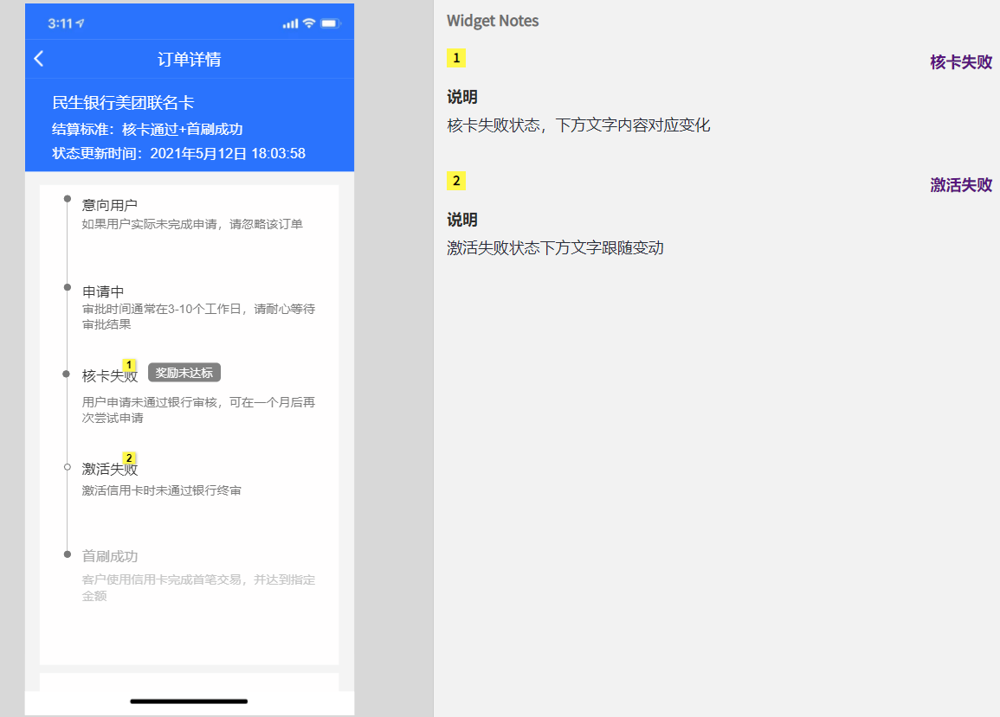 3:11
订单详情
民生银行美团联名卡
结算标准：核卡通过+首刷成功
状态更新时间：2021年5月12日 18:03:58
意向用户
如果用户实际未完成申请，请忽略该订单
申请中
审批时间通常在3-10个工作日，请耐心等待
审批结果
核卡失败 1 奖励未达标
用户申请未通过银行审核，可在一个月后再
次尝试申请
激活失败 2
激活信用卡时未通过银行终审
首刷成功
客户使用信用卡完成首笔交易，并达到指定
金额
Widget Notes
1 核卡失败
说明
核卡失败状态，下方文字内容对应变化
2 激活失败
说明
激活失败状态下方文字跟随变动